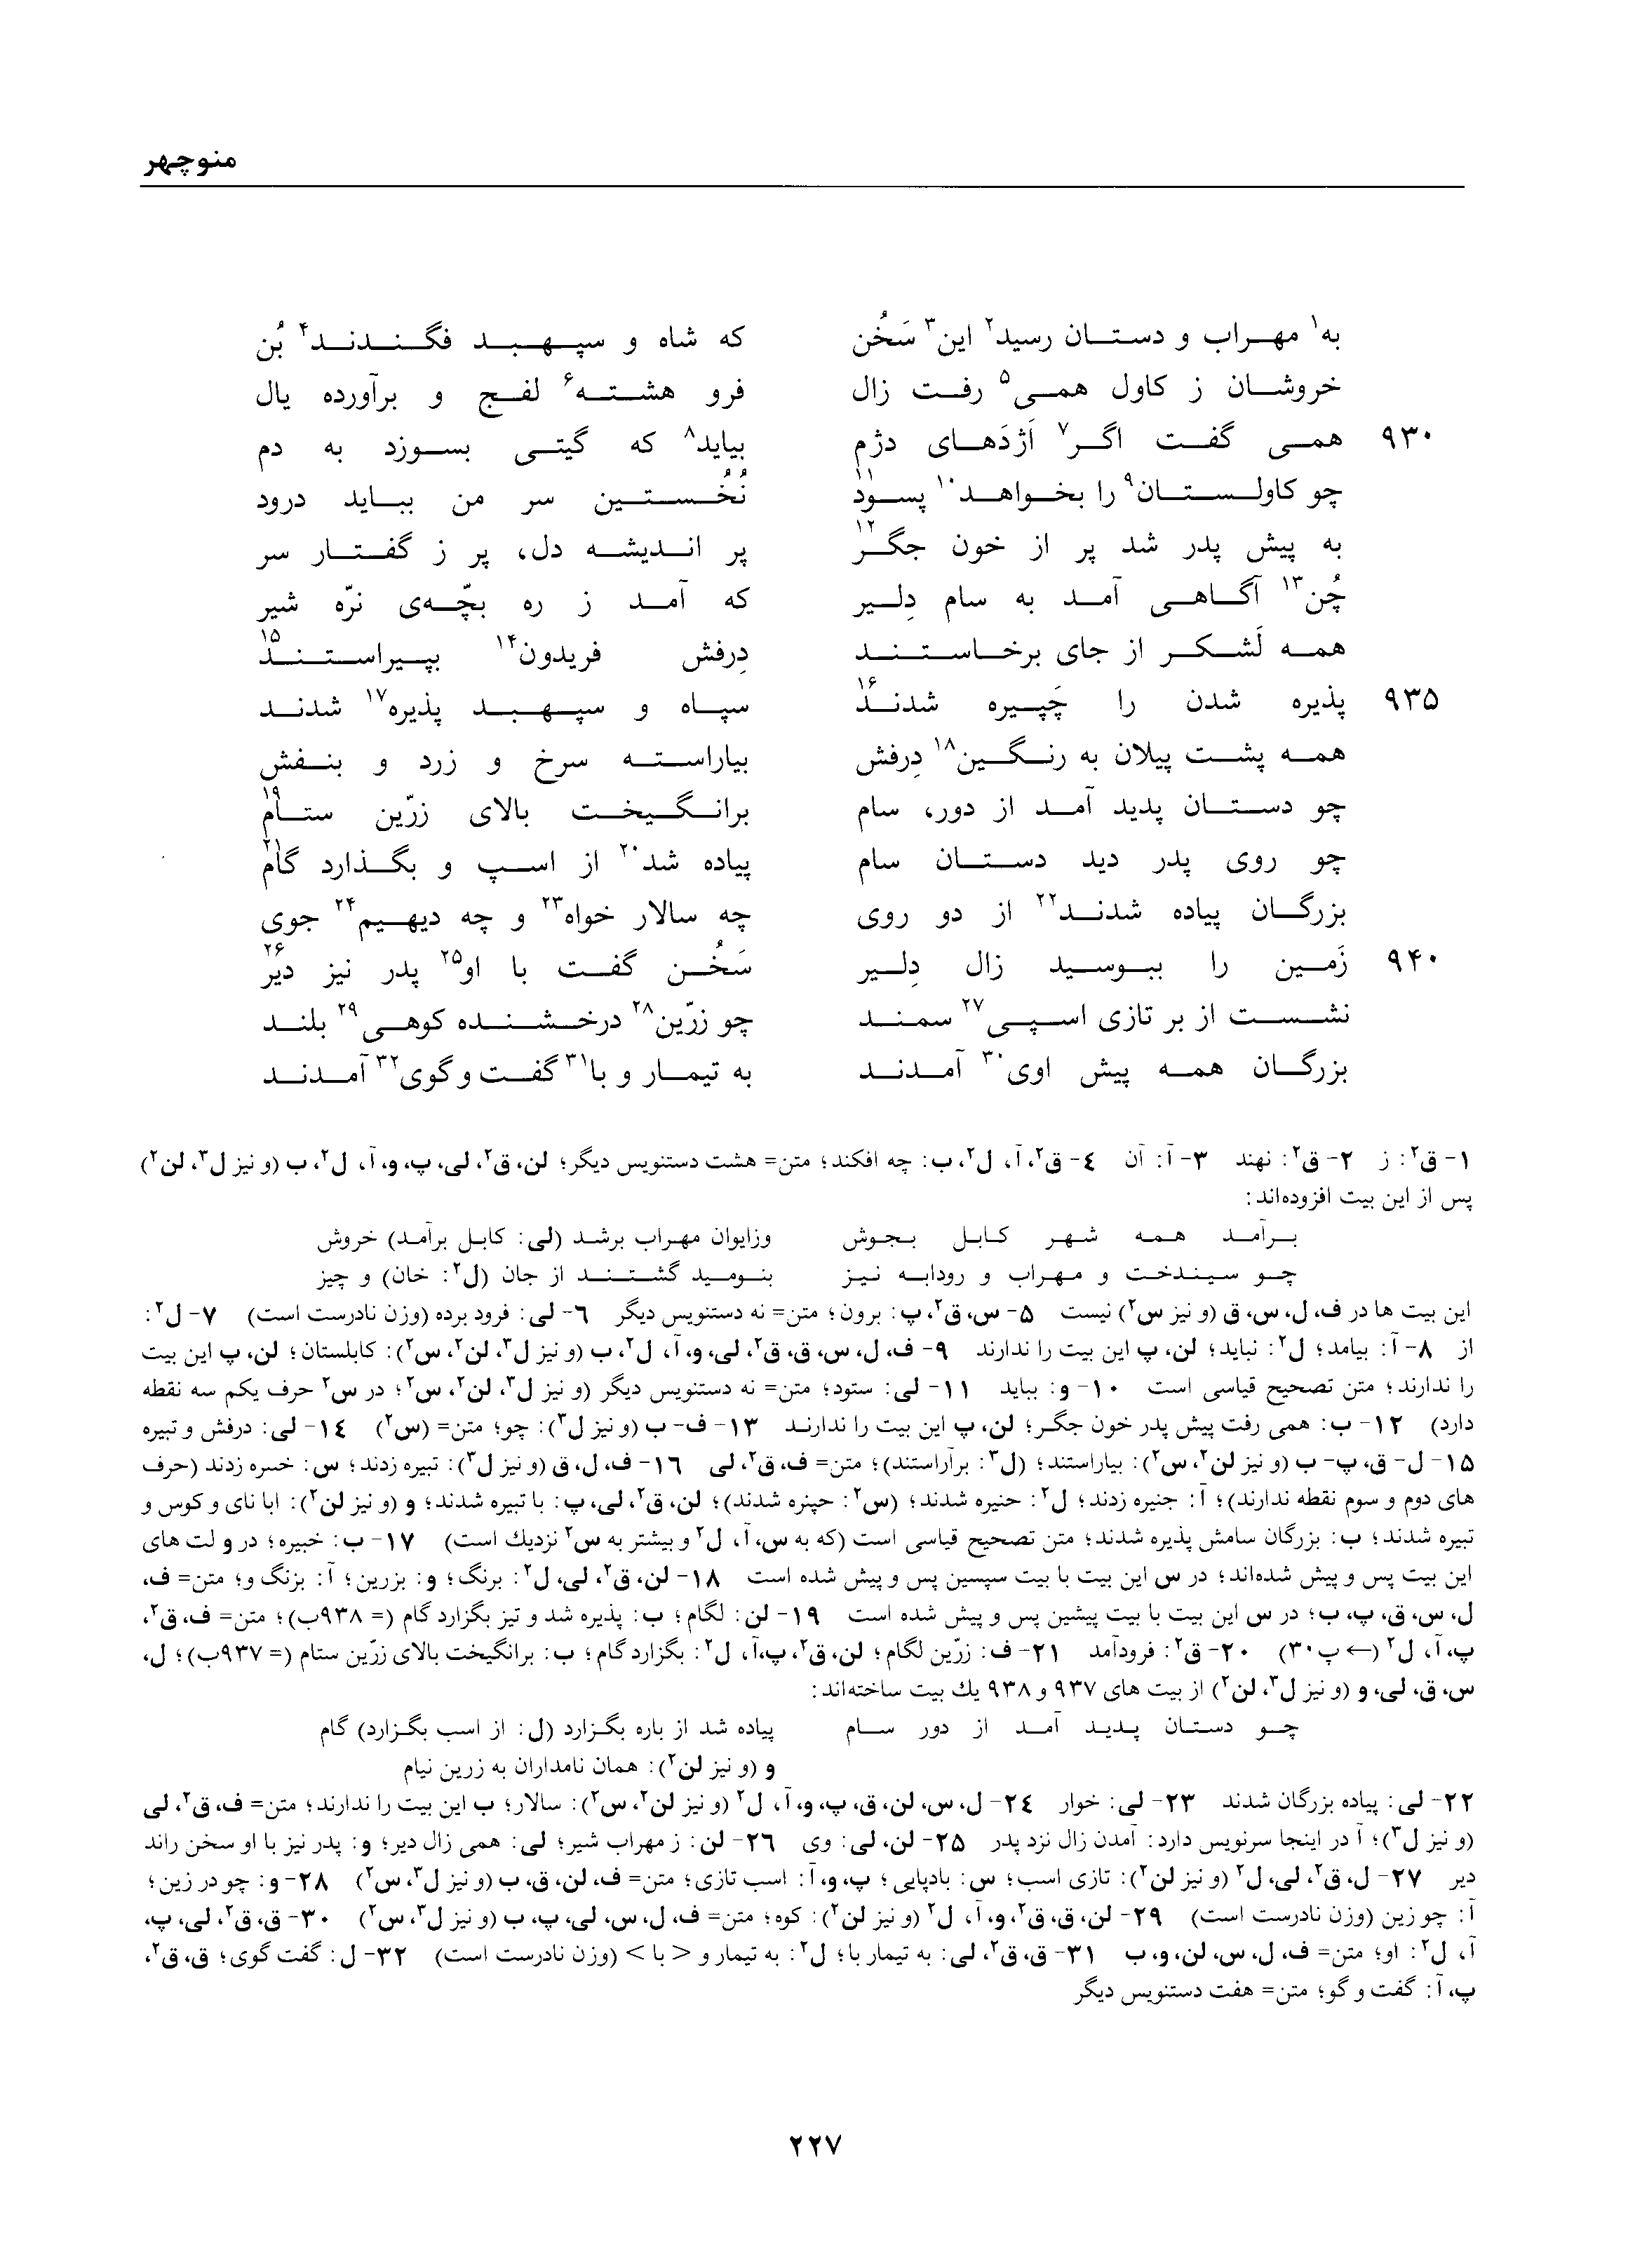 منوچهر
به¹ مهراب و دستان رسید² این³ سَخُن که شاه و سپهبد فگندند⁴ بُن
خروشان ز کاول همی⁵ رفت زال فرو هشته⁶ لفج و برآورده یال
۹۳۰ همی گفت اگر⁷ اَژدَهای دژم بیاید⁸ که گیتی بسوزد به دم
چو کاولستان⁹ را بخواهد¹⁰ پسود¹¹ نُخُستین سر من بباید درود
به پیش پدر شد پر از خون جگر¹² پر اندیشه دل، پر ز گفتار سر
چُن¹³ آگاهی آمد به سام دِلیر که آمد ز ره بچّه‌ی نرّه شیر
همه لَشکر از جای برخاستند دِرفش فریدون¹⁴ بپیراستند¹⁵
۹۳۵ پذیره شدن را چَپیره شدند¹⁶ سپاه و سپهبد پذیره¹⁷ شدند
همه پشت پیلان به رنگین¹⁸ دِرفش بیاراسته سرخ و زرد و بنفش
چو دستان پدید آمد از دور، سام برانگیخت بالای زرّین ستام¹⁹
چو روی پدر دید دستان سام پیاده شد²⁰ از اسپ و بگذارد گام²¹
بزرگان پیاده شدند²² از دو روی چه سالار خواه²³ و چه دیهیم²⁴ جوی
۹۴۰ زَمین را ببوسید زال دِلیر سَخُن گفت با او²⁵ پدر نیز دیر²⁶
نشست از بر تازی اسپی²⁷ سمند چو زرّین²⁸ درخشنده کوهی²⁹ بلند
بزرگان همه پیش اوی³⁰ آمدند به تیمار و با³¹ گفت و گوی³² آمدند
۱- ق²: ز ۲- ق²: نهند ۳- آ: آن ٤- ق²، آ، ل²، ب: چه افکند؛ متن= هشت دستنویس دیگر؛ لن، ق²، لی، پ، و، آ، ل²، ب (و نیز ل³، لن²)
پس از این بیت افزوده‌اند:
برآمد همه شهر کابل بجوش وزایوان مهراب برشد (لی: کابل برآمد) خروش
چو سیندخت و مهراب و رودابه نیز بنومید گشتند از جان (ل²: خان) و چیز
این بیت ها در ف، ل، س، ق (و نیز س²) نیست ۵- س، ق²، پ: برون؛ متن= نه دستنویس دیگر ٦- لی: فرود برده (وزن نادرست است) ۷- ل²:
از ۸- آ: بیامد؛ ل²: نباید؛ لن، پ این بیت را ندارند ۹- ف، ل، س، ق، ق²، لی، و، آ، ل²، ب (و نیز ل³، لن²، س²): کابلستان؛ لن، پ این بیت
را ندارند؛ متن تصحیح قیاسی است ۱۰- و: بباید ۱۱- لی: ستود؛ متن= نه دستنویس دیگر (و نیز ل³، لن²، س²؛ در س² حرف یکم سه نقطه
دارد) ۱۲- ب: همی رفت پیش پدر خون جگر؛ لن، پ این بیت را ندارند ۱۳- ف- ب (و نیز ل³): چو؛ متن= (س²) ۱٤- لی: درفش و تبیره
۱۵- ل- ق، پ- ب (و نیز لن²، س²): بیاراستند؛ (ل³: برآراستند)؛ متن= ف، ق²، لی ۱٦- ف، ل، ق (و نیز ل³): تبیره زدند؛ س: خبیره زدند (حرف
های دوم و سوم نقطه ندارند)؛ آ: جنیره زدند؛ ل²: حنیره شدند؛ (س²: حپنره شدند)؛ لن، ق²، لی، پ: با تبیره شدند؛ و (و نیز لن²): ابا نای و کوس و
تبیره شدند؛ ب: بزرگان سامش پذیره شدند؛ متن تصحیح قیاسی است (که به س، آ، ل² و بیشتر به س² نزدیك است) ۱۷- ب: خبیره؛ در و لت های
این بیت پس و پیش شده‌اند؛ در س این بیت با بیت سپسین پس و پیش شده است ۱۸- لن، ق²، لی، ل²: برنگ؛ و: بزرین؛ آ: بزنگ و؛ متن= ف،
ل، س، ق، پ، ب؛ در س این بیت با بیت پیشین پس و پیش شده است ۱۹- لن: لگام؛ ب: پذیره شد و تیز بگزارد گام (= ۹۳۸ب)؛ متن= ف، ق²،
پ، آ، ل² (← پ۳۰) ۲۰- ق²: فرودآمد ۲۱- ف: زرّین لگام؛ لن، ق²، پ، آ، ل²: بگزارد گام؛ ب: برانگیخت بالای زرّین ستام (= ۹۳۷ب)؛ ل،
س، ق، لی، و (و نیز ل³، لن²) از بیت های ۹۳۷ و ۹۳۸ یك بیت ساخته‌اند:
چو دستان پدید آمد از دور سام پیاده شد از باره بگزارد (ل: از اسب بگزارد) گام
و (و نیز لن²): همان نامداران به زرین نیام
۲۲- لی: پیاده بزرگان شدند ۲۳- لی: خوار ۲٤- ل، س، لن، ق، پ، و، آ، ل² (و نیز لن²، س²): سالار؛ ب این بیت را ندارند؛ متن= ف، ق²، لی
(و نیز ل³)؛ آ در اینجا سرنویس دارد: آمدن زال نزد پدر ۲۵- لن، لی: وی ۲٦- لن: ز مهراب شیر؛ لی: همی زال دیر؛ و: پدر نیز با او سخن راند
دیر ۲۷- ل، ق²، لی، ل² (و نیز لن²): تازی اسب؛ س: بادپایی؛ پ، و، آ: اسب تازی؛ متن= ف، لن، ق، ب (و نیز ل³، س²) ۲۸- و: چو در زین؛
آ: چو زین (وزن نادرست است) ۲۹- لن، ق، ق²، و، آ، ل² (و نیز لن²): کوه؛ متن= ف، ل، س، لی، پ، ب (و نیز ل³، س²) ۳۰- ق، ق²، لی، پ،
آ، ل²: او؛ متن= ف، ل، س، لن، و، ب ۳۱- ق، ق²، لی: به تیمار با؛ ل²: به تیمار و < با > (وزن نادرست است) ۳۲- ل: گفت گوی؛ ق، ق²،
پ، آ: گفت و گو؛ متن= هفت دستنویس دیگر
۲۲۷